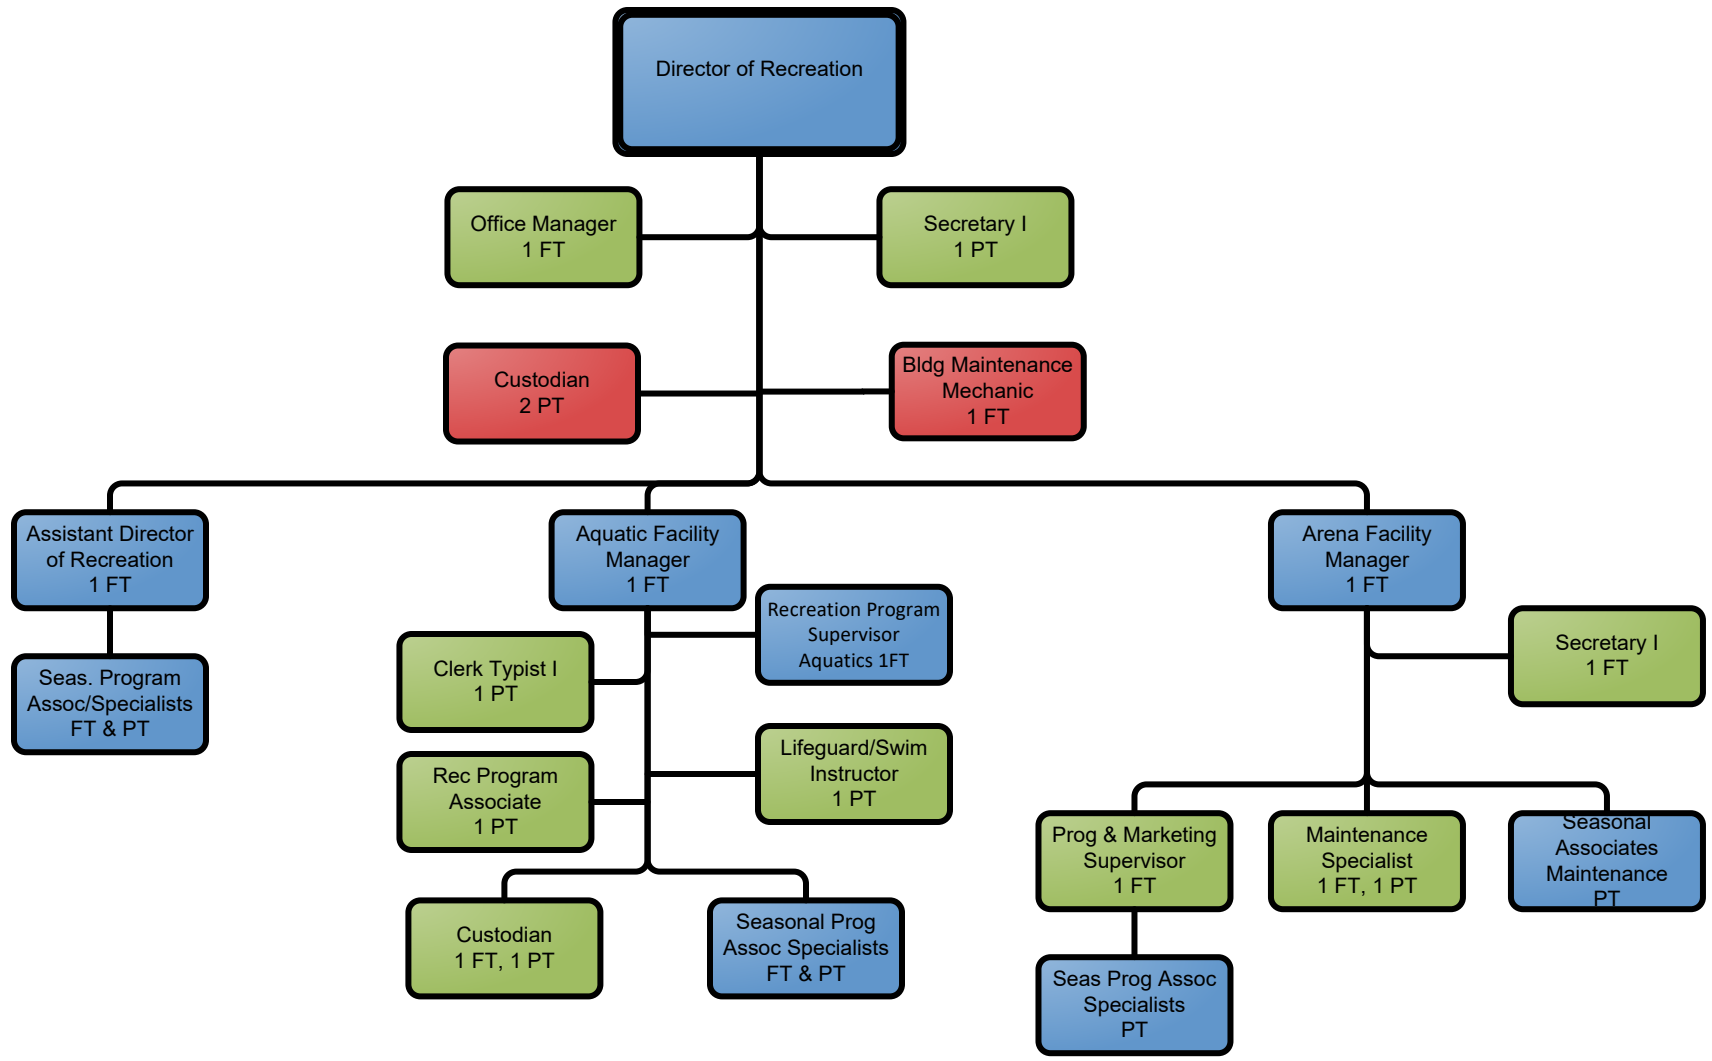 Director of Recreation
Office Manager
1 FT
Secretary I
1 PT
Custodian
2 PT
Bldg Maintenance
Mechanic
1 FT
Assistant Director
of Recreation
1 FT
Aquatic Facility
Manager
1 FT
Arena Facility
Manager
1 FT
Seas. Program
Assoc/Specialists
FT & PT
Clerk Typist I
1 PT
Recreation Program
Supervisor
Aquatics 1FT
Secretary I
1 FT
Rec Program
Associate
1 PT
Lifeguard/Swim
Instructor
1 PT
Custodian
1 FT, 1 PT
Seasonal Prog
Assoc Specialists
FT & PT
Prog & Marketing
Supervisor
1 FT
Maintenance
Specialist
1 FT, 1 PT
Seasonal
Associates
Maintenance
PT
Seas Prog Assoc
Specialists
PT